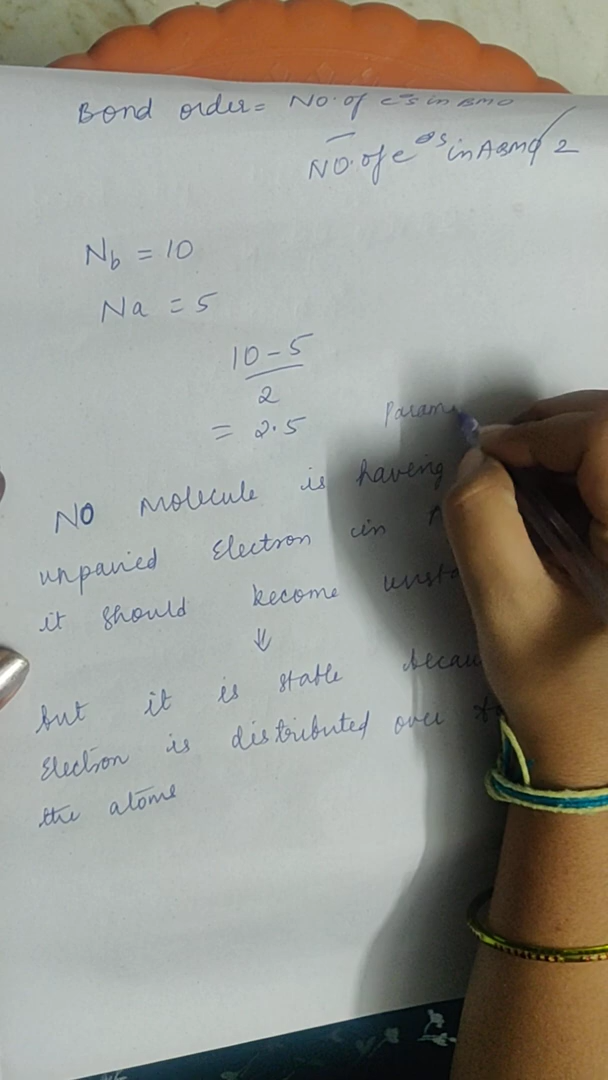 Bond order = NO. of e⁻s in BMO
— NO. of e⁻s in ABMO / 2
Nb = 10
Na = 5
10 - 5
2
= 2.5
Param
NO Molecule is having
unpaired Electron in
it should become unsta
⇓
but it is stable becau
Electron is distributed over
the atoms